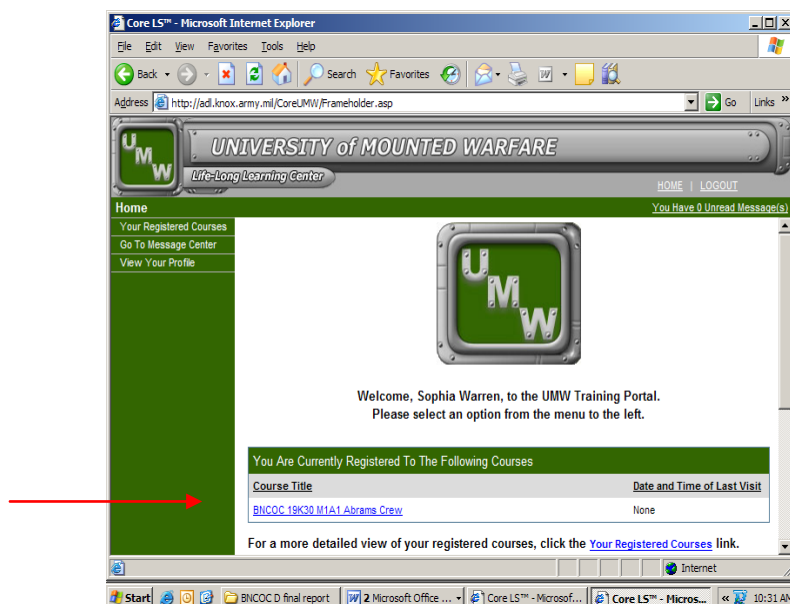 Core LS™ - Microsoft Internet Explorer
File Edit View Favorites Tools Help
Back Search Favorites
Address http://adl.knox.army.mil/CoreUMW/Frameholder.asp Go Links »
UMW UNIVERSITY of MOUNTED WARFARE
Life-Long Learning Center
HOME | LOGOUT
Home You Have 0 Unread Message(s)
Your Registered Courses
Go To Message Center
View Your Profile
UMW
Welcome, Sophia Warren, to the UMW Training Portal.
Please select an option from the menu to the left.
You Are Currently Registered To The Following Courses
Course Title Date and Time of Last Visit
BNCOC 19K30 M1A1 Abrams Crew None
For a more detailed view of your registered courses, click the Your Registered Courses link.
Internet
Start BNCOC D final report 2 Microsoft Office ... Core LS™ - Microsof... Core LS™ - Micros... « 10:31 AM